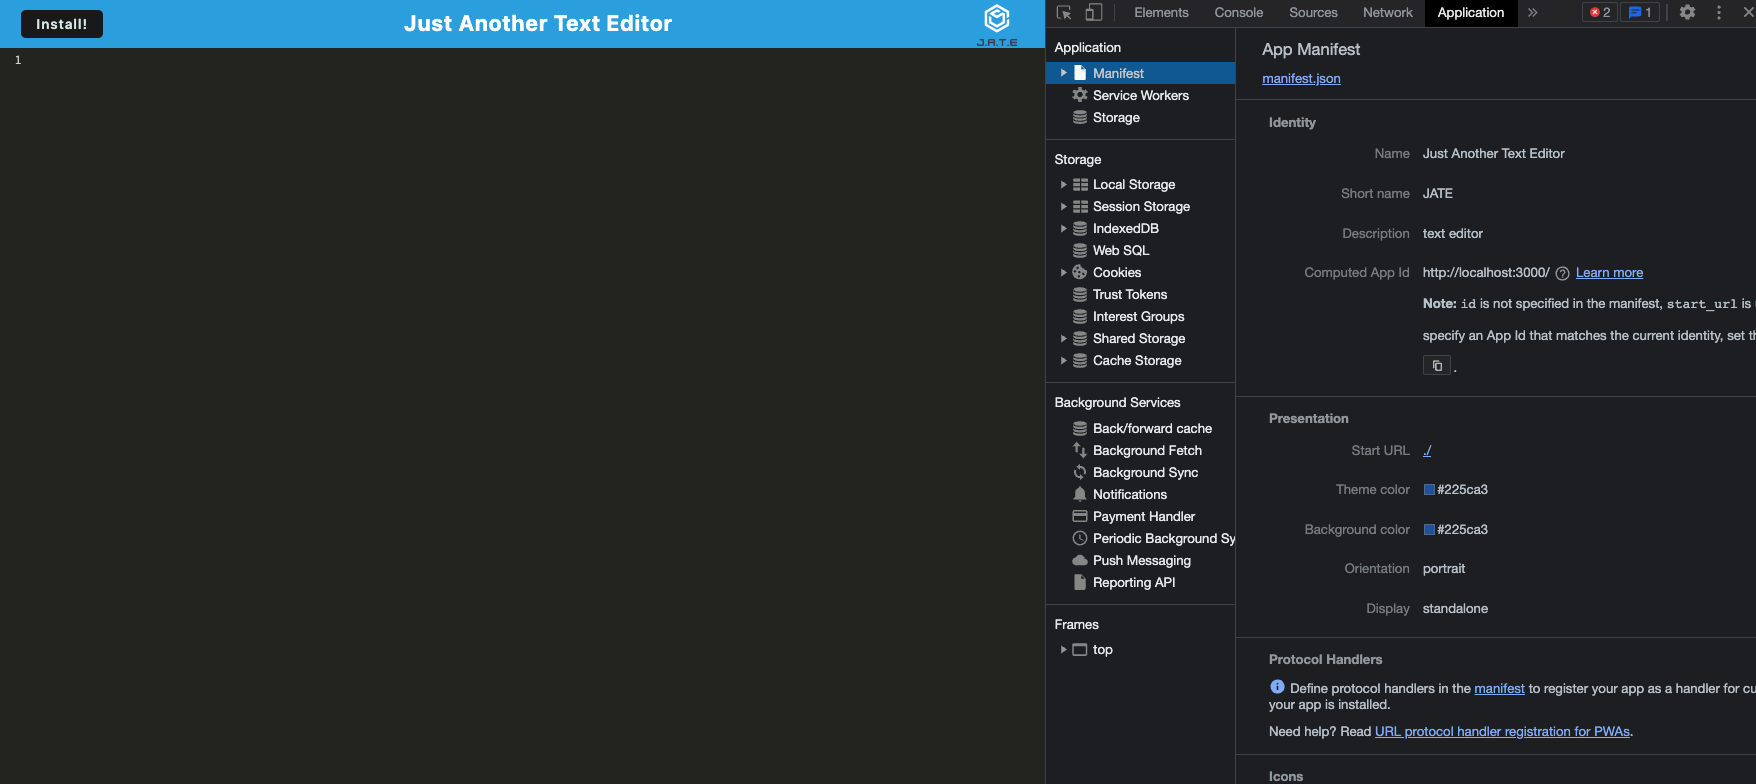 Install!
Just Another Text Editor
J.A.T.E
1
Elements Console Sources Network Application
2 1
Application
Manifest
Service Workers
Storage
Storage
Local Storage
Session Storage
IndexedDB
Web SQL
Cookies
Trust Tokens
Interest Groups
Shared Storage
Cache Storage
Background Services
Back/forward cache
Background Fetch
Background Sync
Notifications
Payment Handler
Periodic Background Sy
Push Messaging
Reporting API
Frames
top
App Manifest
manifest.json
Identity
Name Just Another Text Editor
Short name JATE
Description text editor
Computed App Id http://localhost:3000/ Learn more
Note: id is not specified in the manifest, start_url is
specify an App Id that matches the current identity, set th
.
Presentation
Start URL ./
Theme color #225ca3
Background color #225ca3
Orientation portrait
Display standalone
Protocol Handlers
Define protocol handlers in the manifest to register your app as a handler for cu
your app is installed.
Need help? Read URL protocol handler registration for PWAs.
Icons